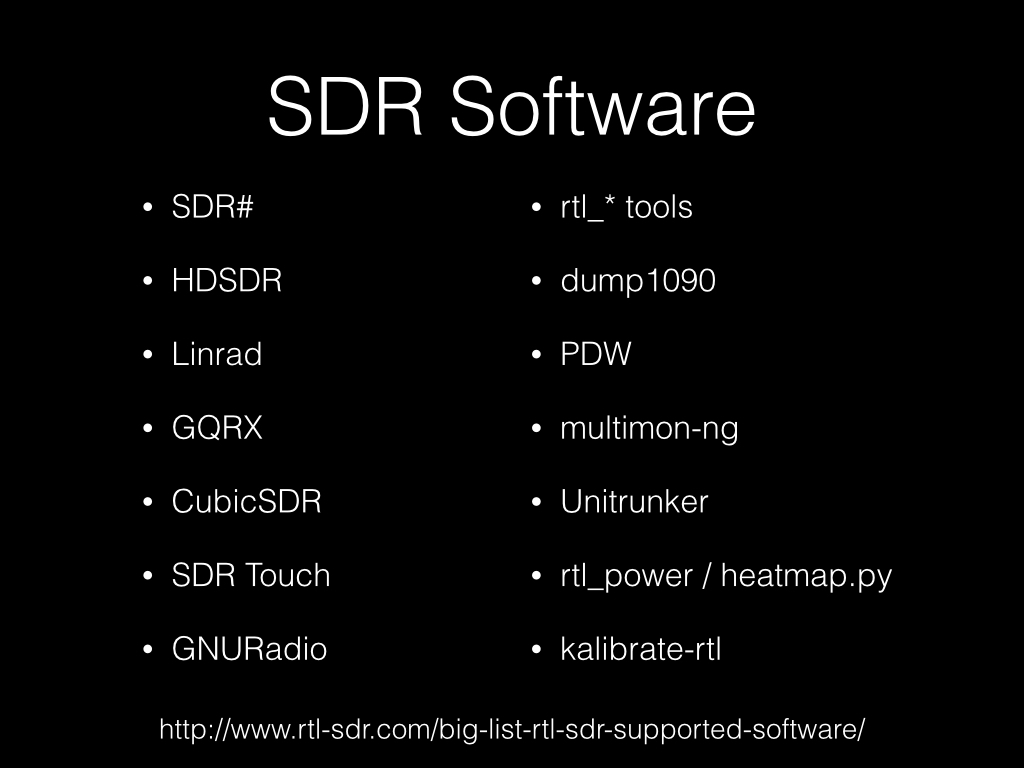 SDR Software
• SDR#
• HDSDR
• Linrad
• GQRX
• CubicSDR
• SDR Touch
• GNURadio
• rtl_* tools
• dump1090
• PDW
• multimon-ng
• Unitrunker
• rtl_power / heatmap.py
• kalibrate-rtl
http://www.rtl-sdr.com/big-list-rtl-sdr-supported-software/